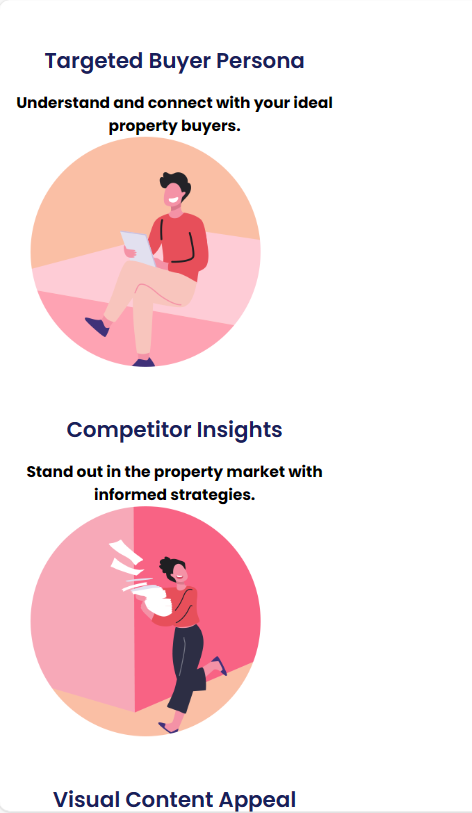 Targeted Buyer Persona
Understand and connect with your ideal
property buyers.
Competitor Insights
Stand out in the property market with
informed strategies.
Visual Content Appeal